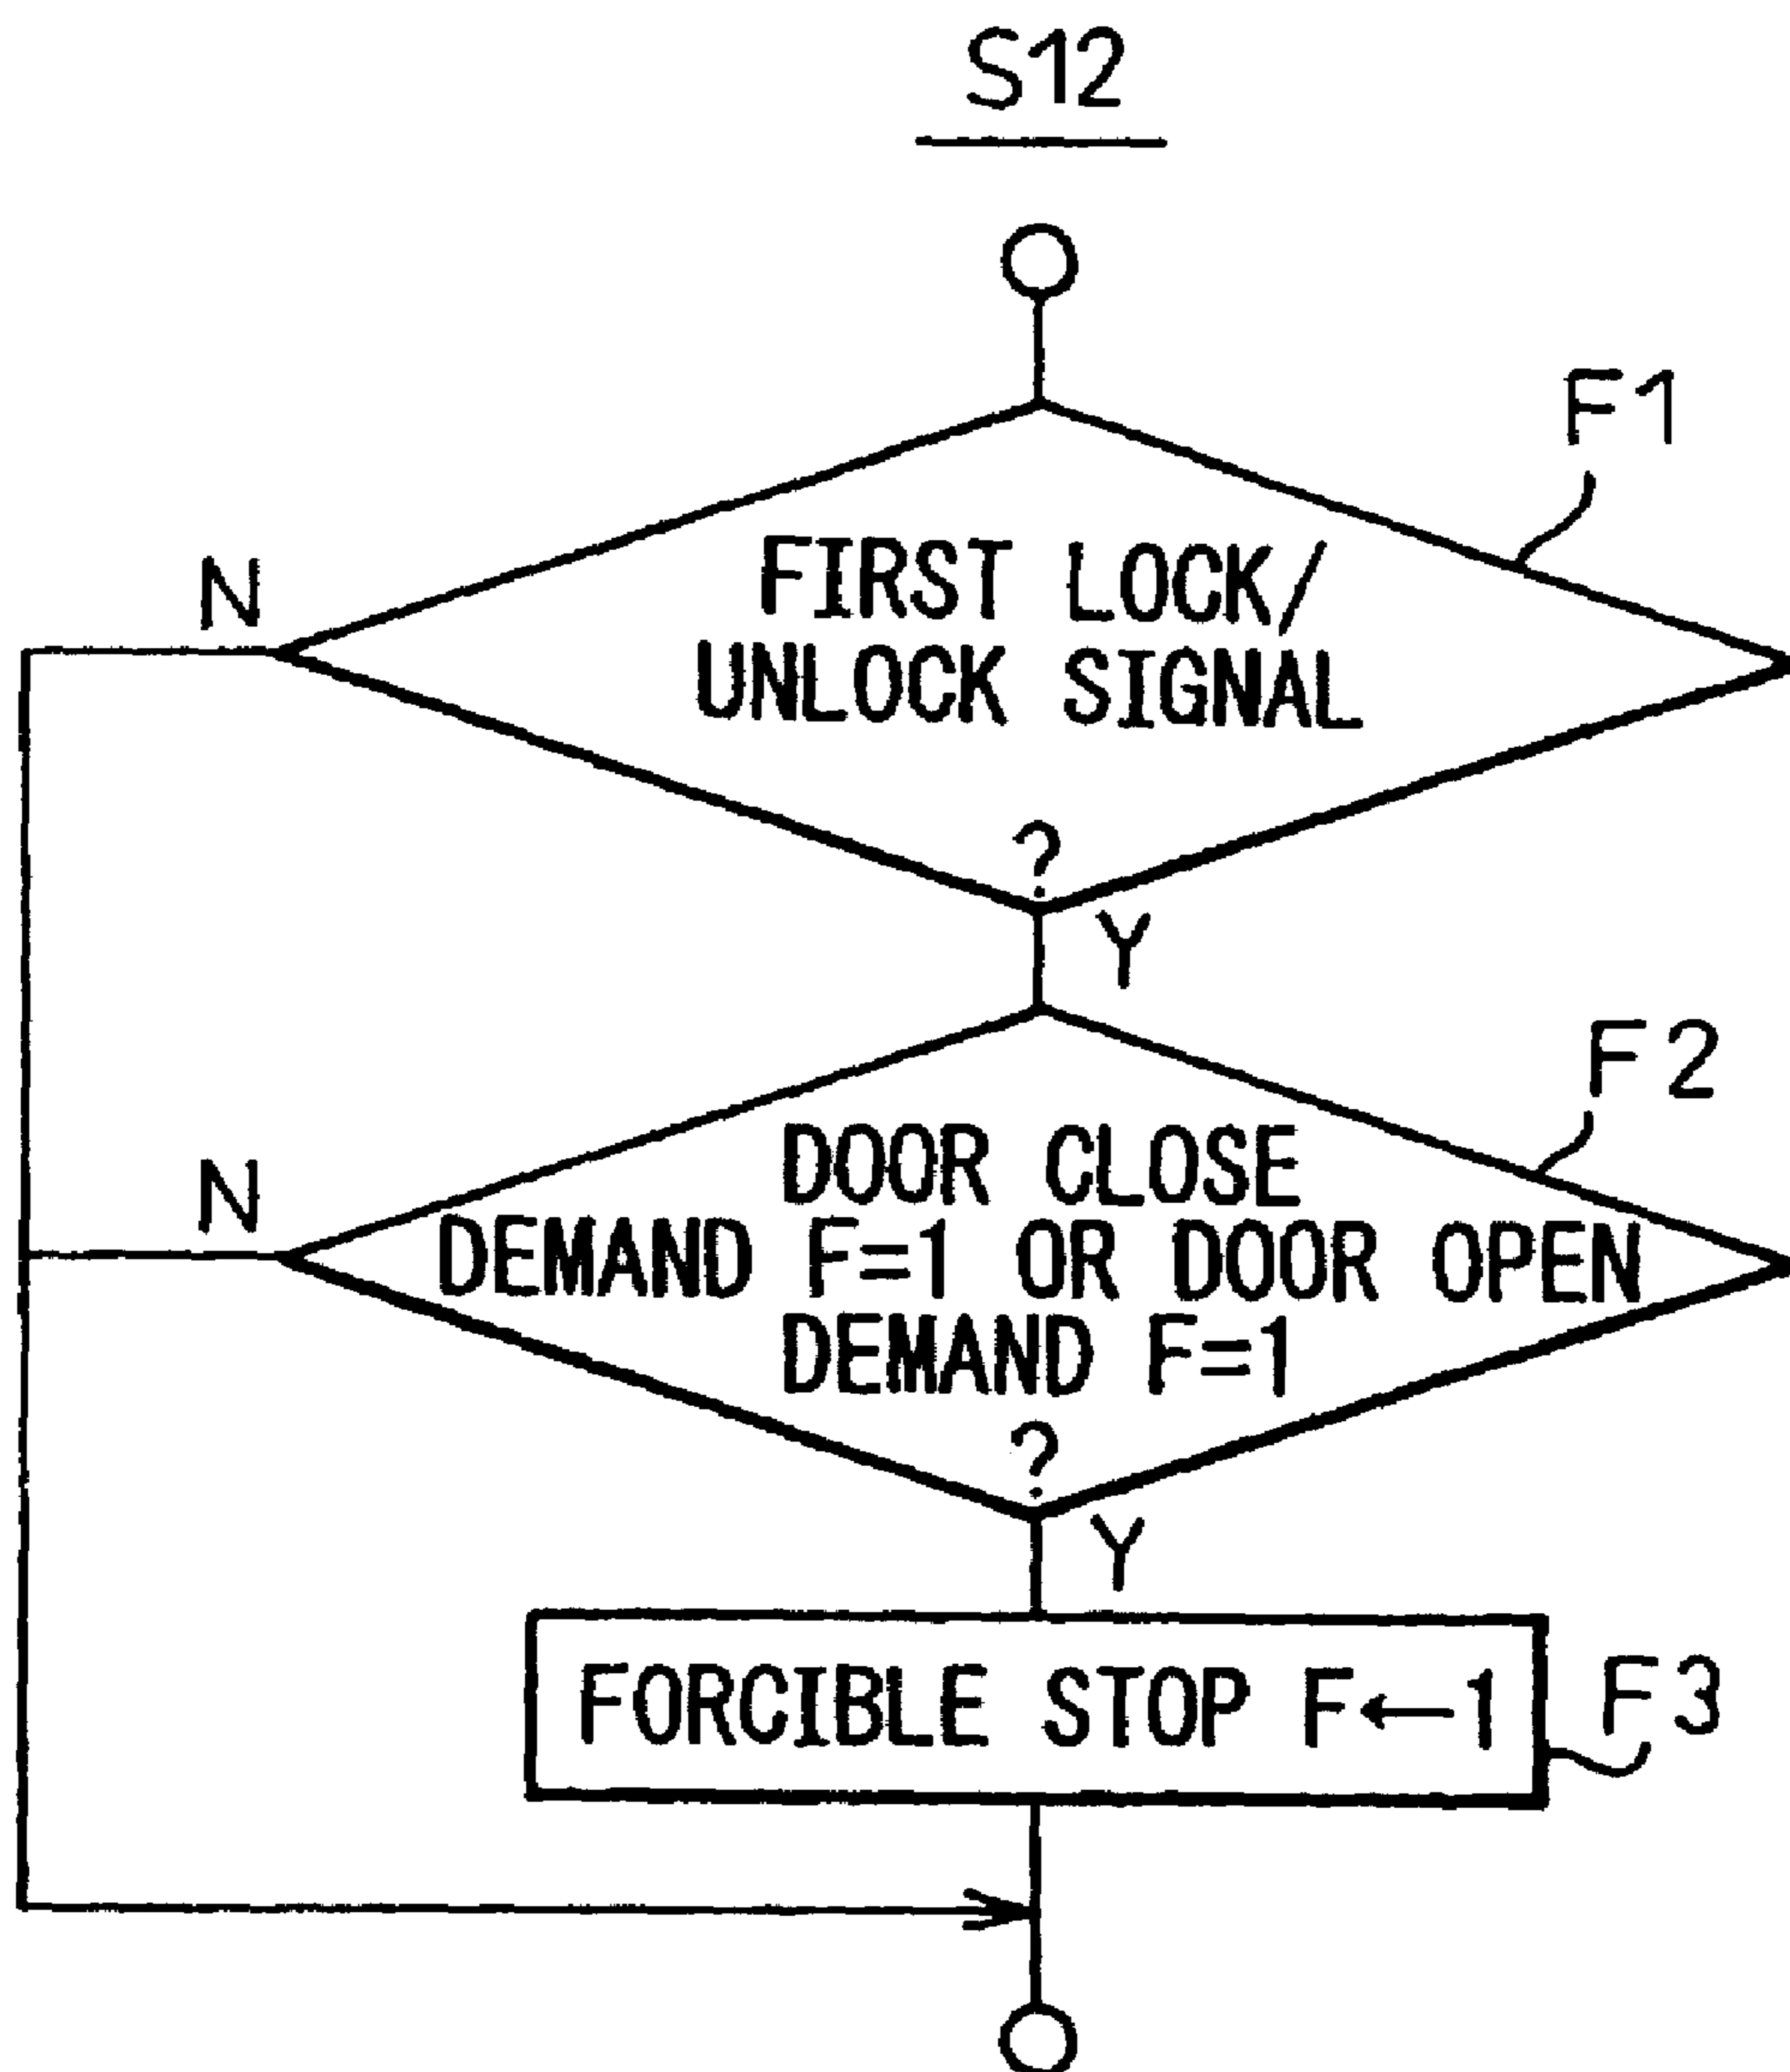 S12
F1
N
FIRST LOCK/
UNLOCK SIGNAL
?
Y
F2
N
DOOR CLOSE
DEMAND F=1 OR DOOR OPEN
DEMAND F=1
?
Y
FORCIBLE STOP F←1
F3